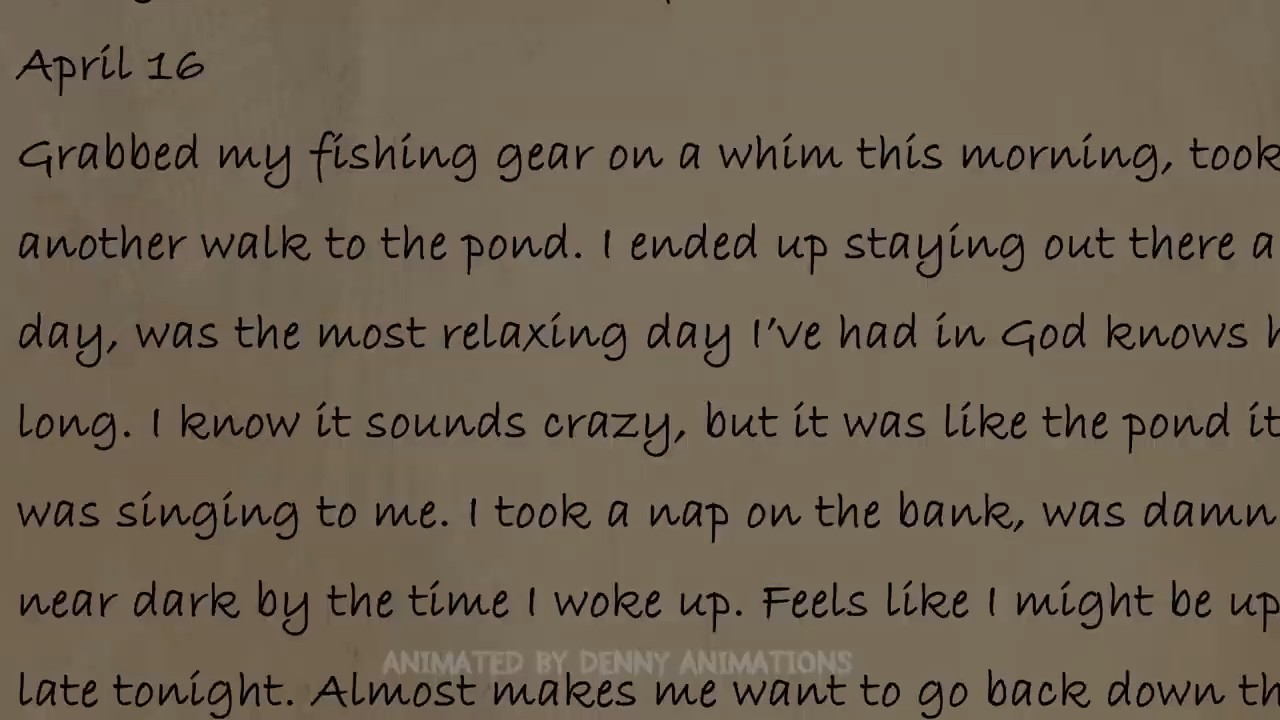 April 16
Grabbed my fishing gear on a whim this morning, took
another walk to the pond. I ended up staying out there a
day, was the most relaxing day I've had in God knows h
long. I know it sounds crazy, but it was like the pond it
was singing to me. I took a nap on the bank, was damn
near dark by the time I woke up. Feels like I might be up
ANIMATED BY DENNY ANIMATIONS
late tonight. Almost makes me want to go back down th